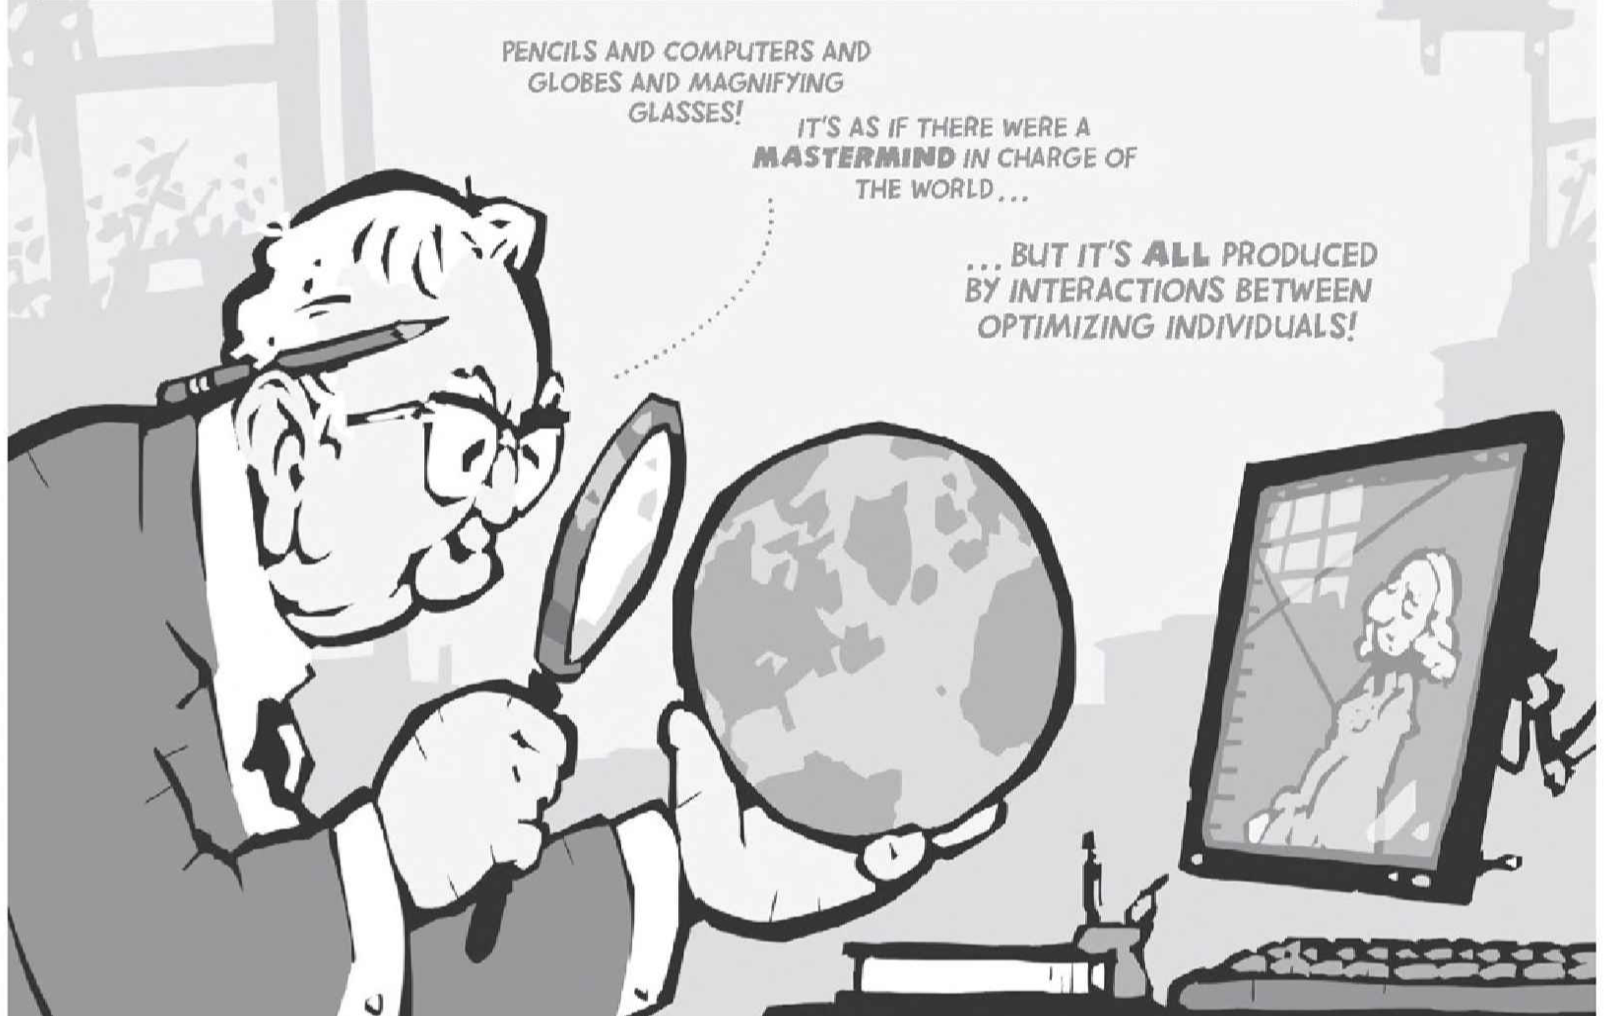 PENCILS AND COMPUTERS AND
GLOBES AND MAGNIFYING
GLASSES!
IT'S AS IF THERE WERE A
MASTERMIND IN CHARGE OF
THE WORLD...
... BUT IT'S ALL PRODUCED
BY INTERACTIONS BETWEEN
OPTIMIZING INDIVIDUALS!